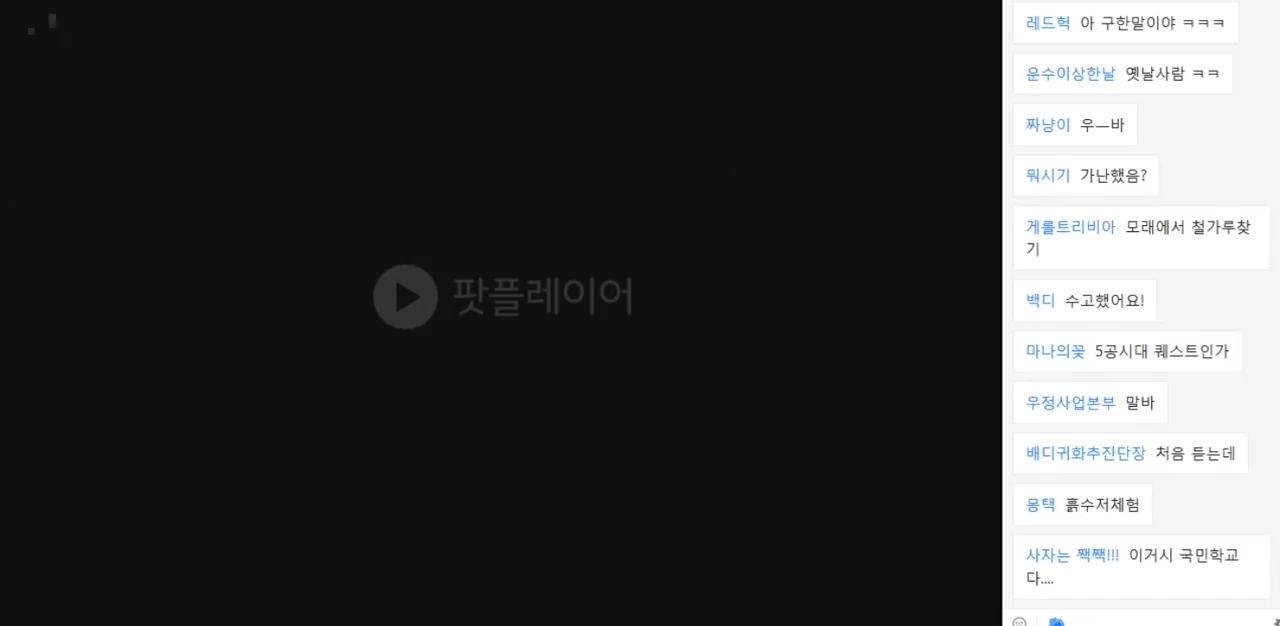 팟플레이어
레드헉 아 구한말이야 ㅋㅋㅋ
운수이상한날 옛날사람 ㅋㅋ
짜냥이 우ㅡ바
뭐시기 가난했음?
게롤트리비아 모래에서 철가루찾
기
백디 수고했어요!
마나의꽃 5공시대 퀘스트인가
우정사업본부 말바
배디귀화추진단장 처음 듣는데
몽택 흙수저체험
사자는 짹짹!!! 이거시 국민학교
다....